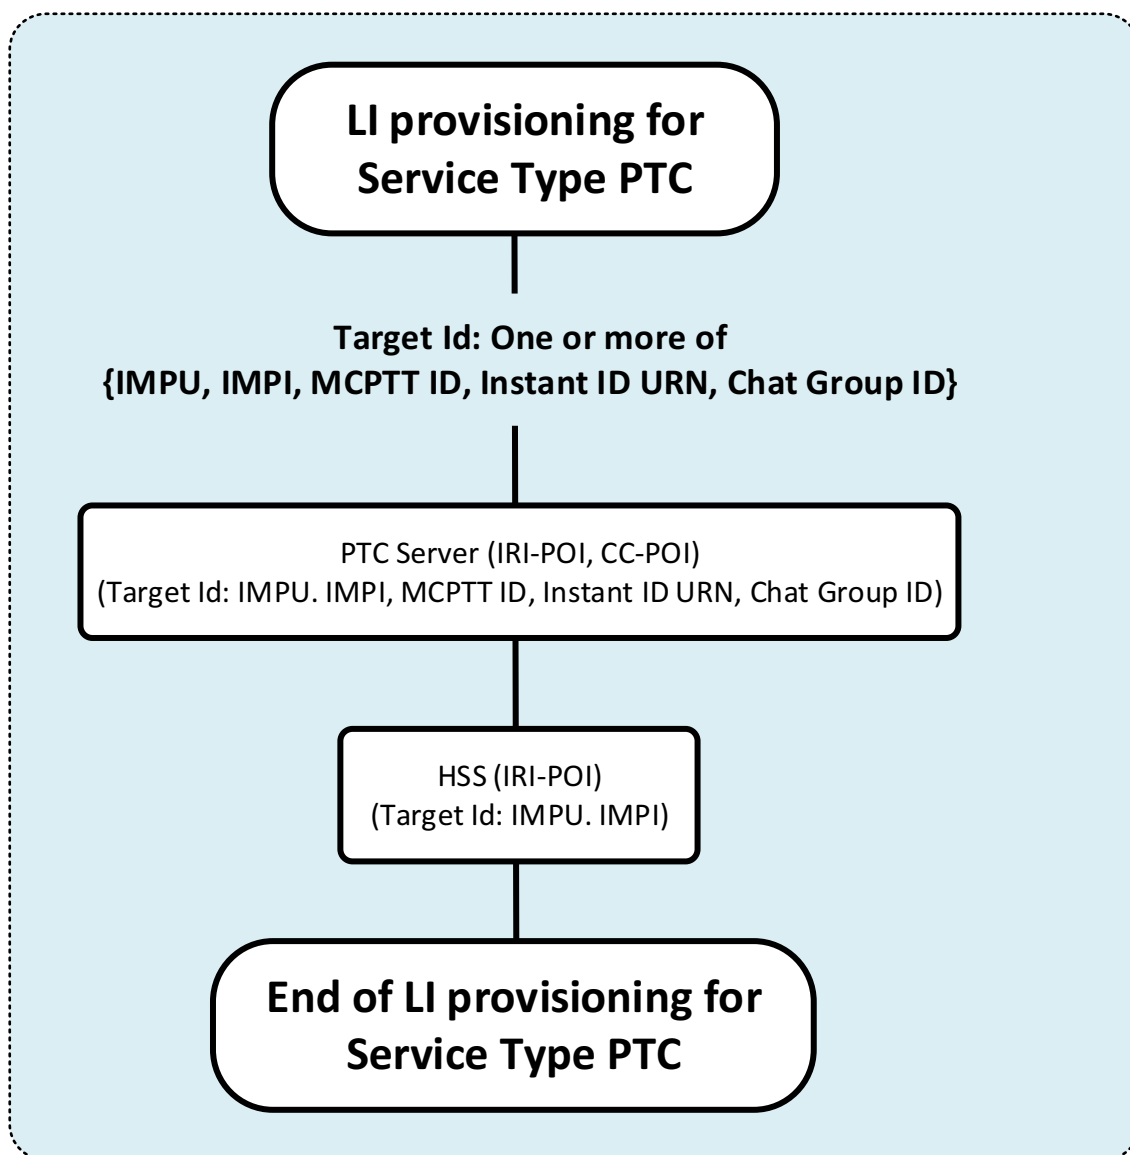 LI provisioning for
Service Type PTC
Target Id: One or more of
{IMPU, IMPI, MCPTT ID, Instant ID URN, Chat Group ID}
PTC Server (IRI-POI, CC-POI)
(Target Id: IMPU. IMPI, MCPTT ID, Instant ID URN, Chat Group ID)
HSS (IRI-POI)
(Target Id: IMPU. IMPI)
End of LI provisioning for
Service Type PTC